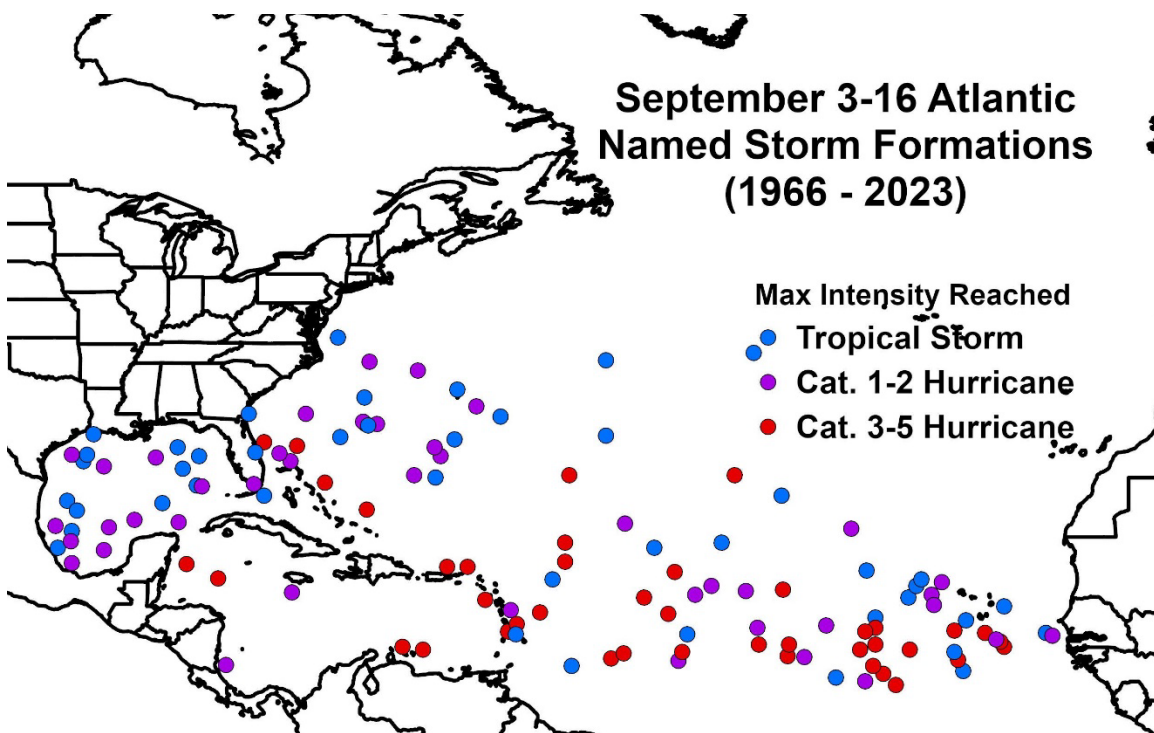 September 3-16 Atlantic
Named Storm Formations
(1966 - 2023)
Max Intensity Reached
Tropical Storm
Cat. 1-2 Hurricane
Cat. 3-5 Hurricane